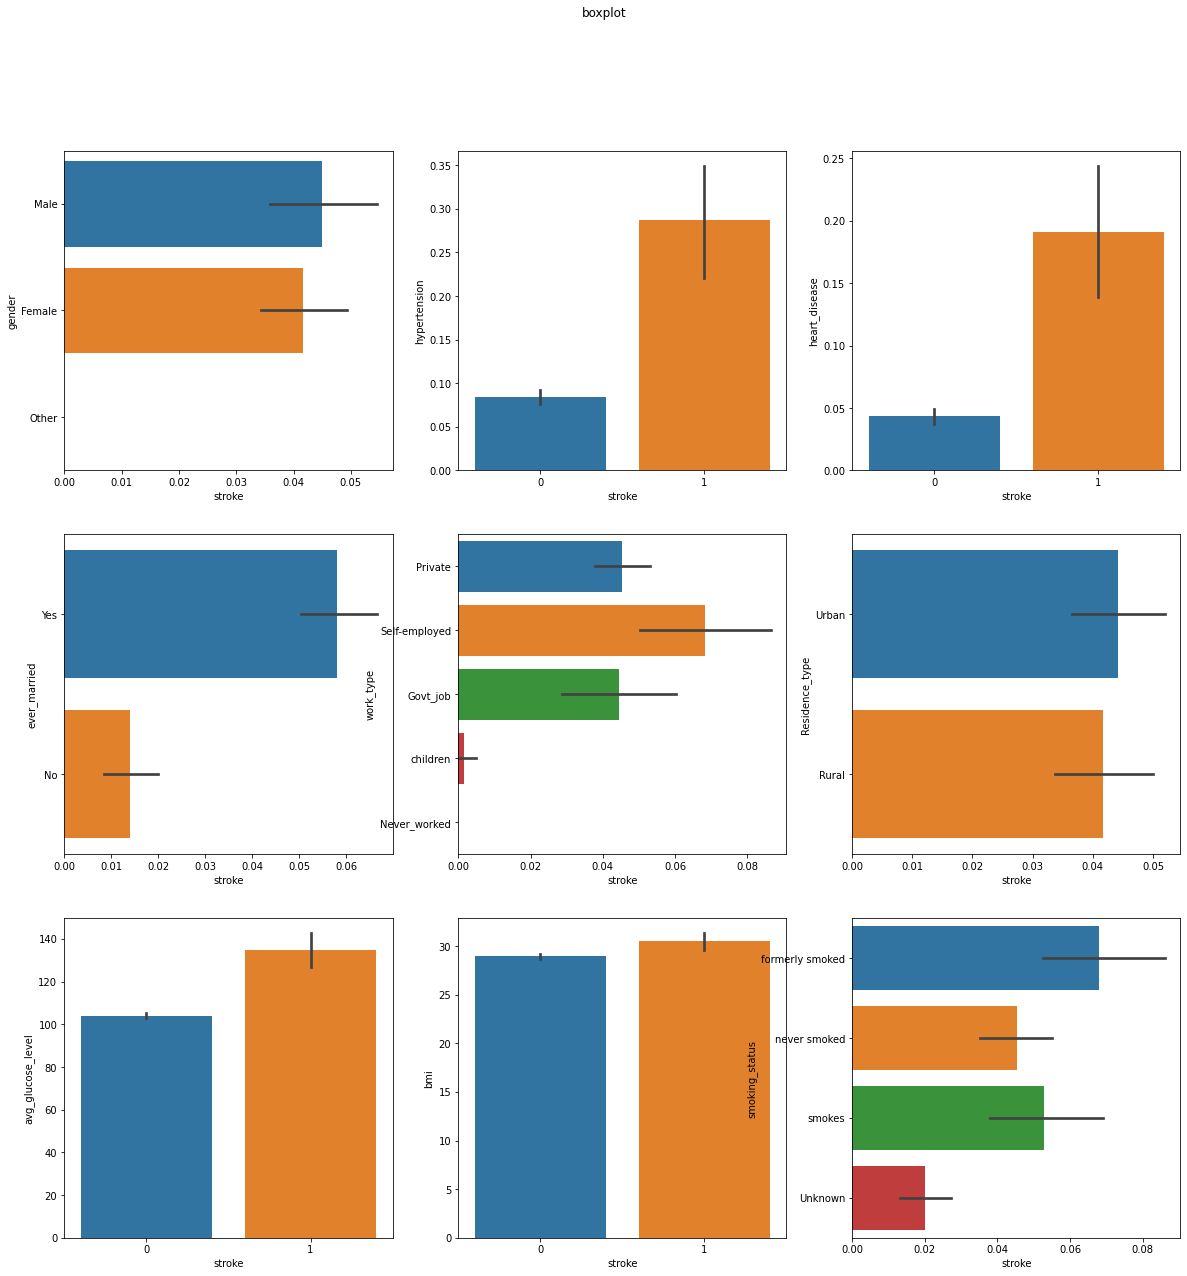 boxplot
gender
Male
Female
Other
0.00 0.01 0.02 0.03 0.04 0.05
stroke
hypertension
0.35
0.30
0.25
0.20
0.15
0.10
0.05
0.00
0 1
stroke
heart_disease
0.25
0.20
0.15
0.10
0.05
0.00
0 1
stroke
ever_married
Yes
No
0.00 0.01 0.02 0.03 0.04 0.05 0.06
stroke
work_type
Private
Self-employed
Govt_job
children
Never_worked
0.00 0.02 0.04 0.06 0.08
stroke
Residence_type
Urban
Rural
0.00 0.01 0.02 0.03 0.04 0.05
stroke
avg_glucose_level
140
120
100
80
60
40
20
0
0 1
stroke
bmi
30
25
20
15
10
5
0
0 1
stroke
smoking_status
formerly smoked
never smoked
smokes
Unknown
0.00 0.02 0.04 0.06 0.08
stroke